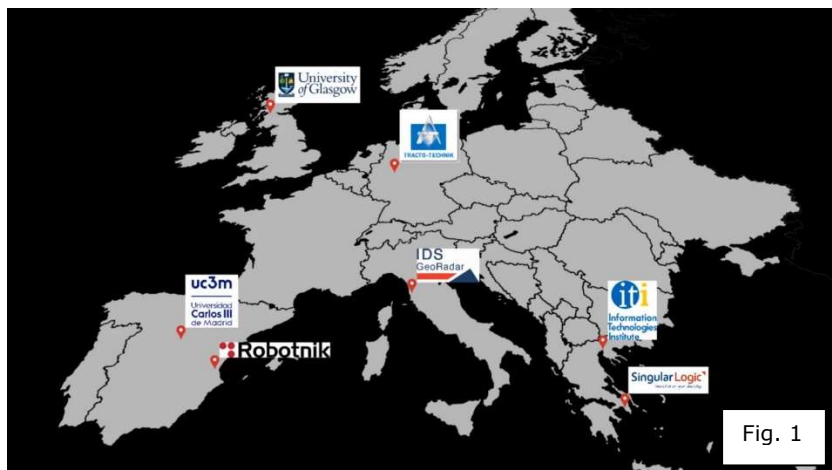 University
of Glasgow
TRACTO-TECHNIK
IDS
GeoRadar
uc3m
Universidad
Carlos III
de Madrid
Robotnik
iti
Information
Technologies
Institute
SingularLogic
Fig. 1